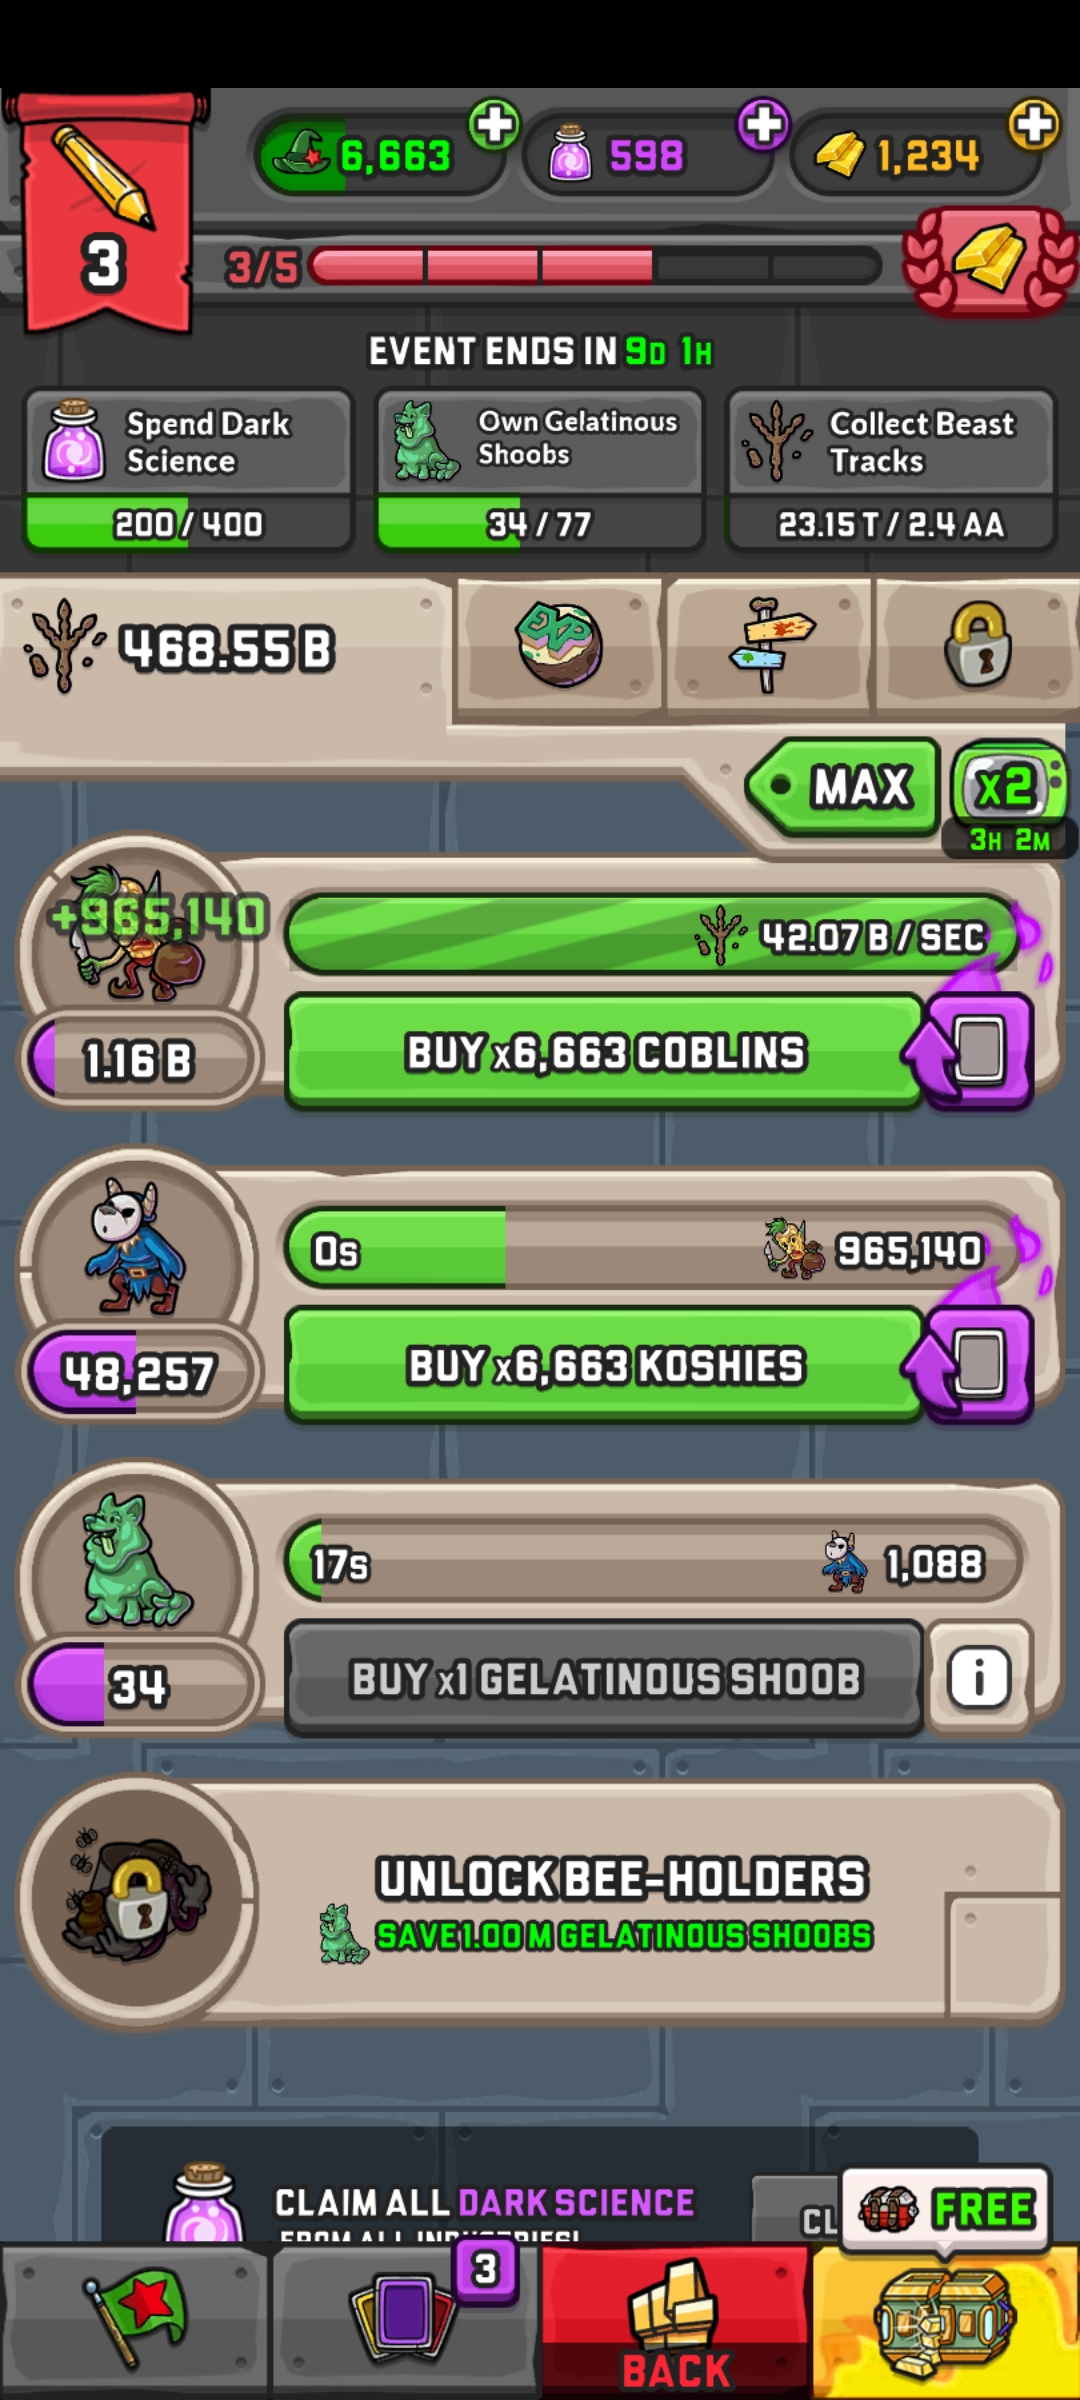 6,663
598
1,234
3
3/5
EVENT ENDS IN 9D 1H
Spend Dark
Science
200 / 400
Own Gelatinous
Shoobs
34 / 77
Collect Beast
Tracks
23.15 T / 2.4 AA
468.55 B
EXP
MAX
x2
3H 2M
+965,140
42.07 B / SEC
1.16 B
BUY x6,663 COBLINS
0s
965,140
48,257
BUY x6,663 KOSHIES
17s
1,088
34
BUY x1 GELATINOUS SHOOB
i
UNLOCK BEE-HOLDERS
SAVE 1.00 M GELATINOUS SHOOBS
CLAIM ALL DARK SCIENCE
FROM ALL INDUSTRIES!
CL
FREE
3
BACK